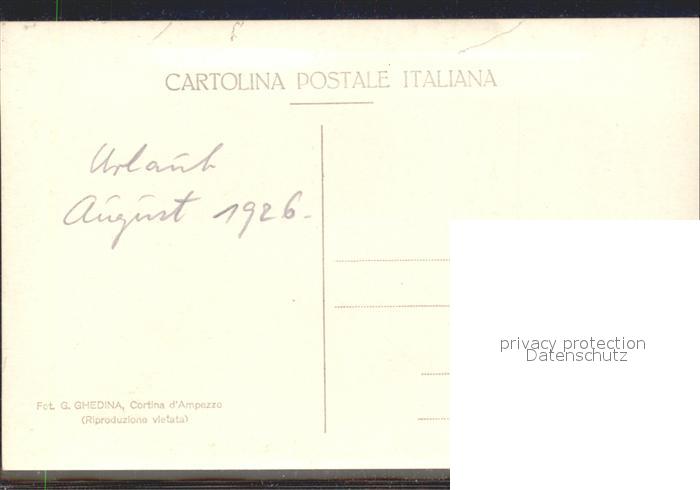 CARTOLINA POSTALE ITALIANA
Urlaub
August 1926.
Fot. G. GHEDINA, Cortina d'Ampezzo
(Riproduzione vietata)
privacy protection
Datenschutz